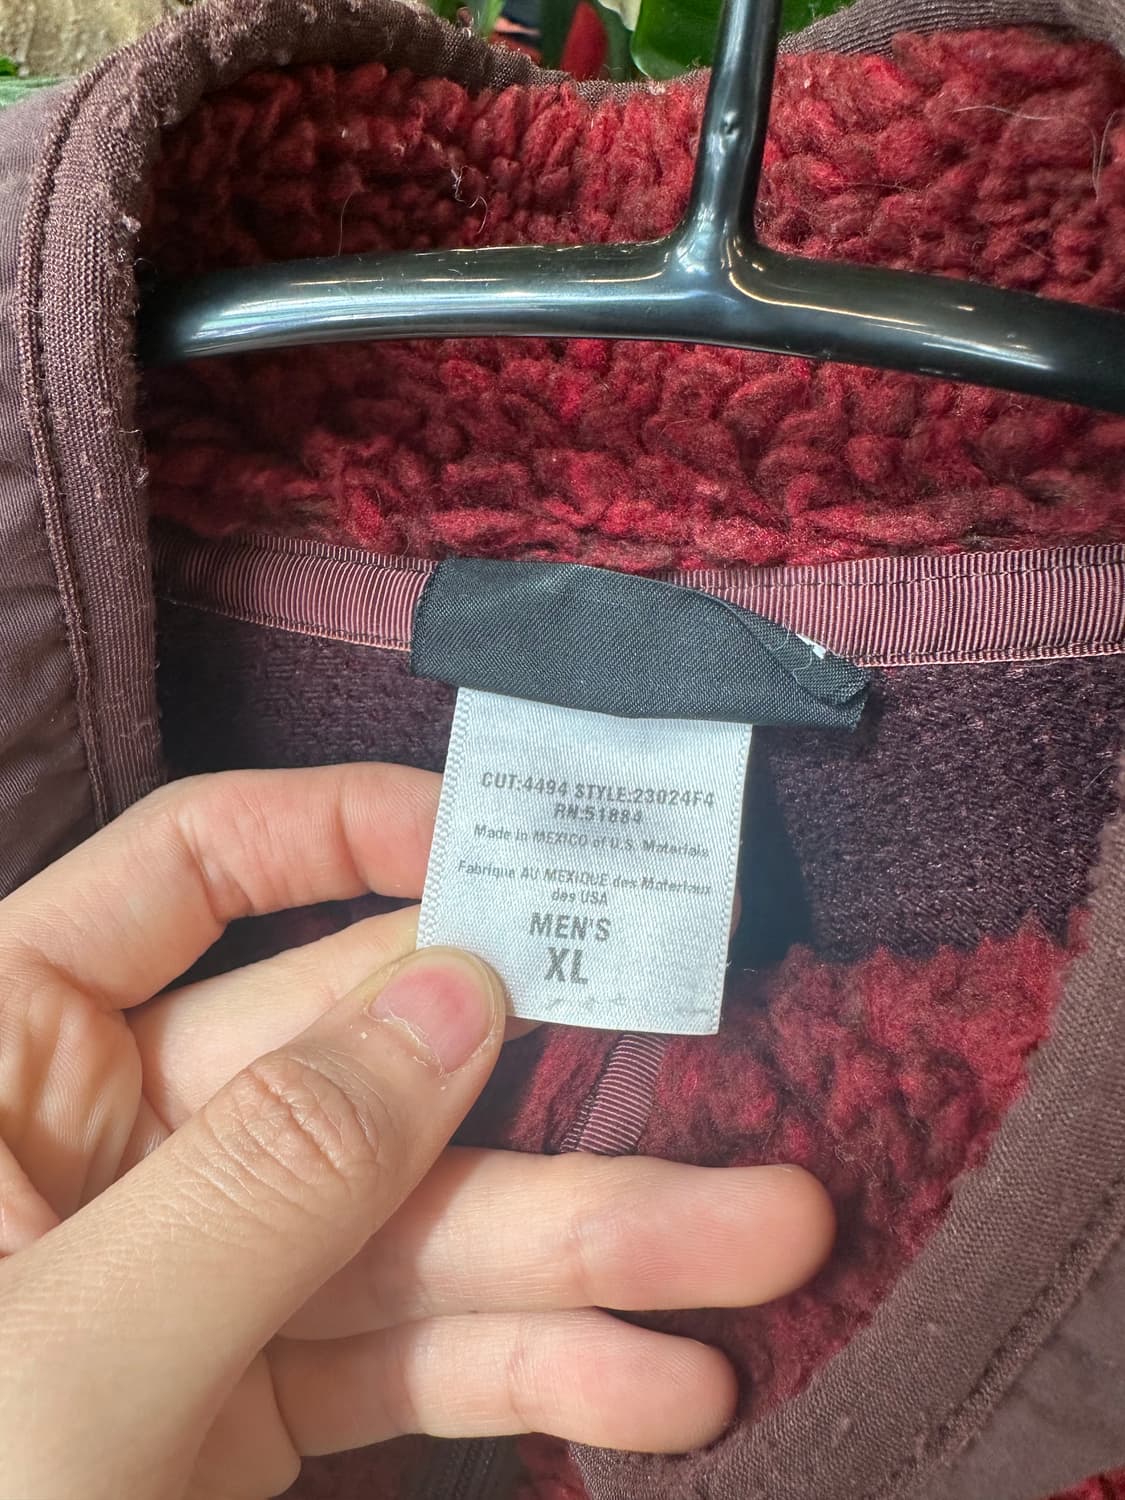 CUT:4494 STYLE:23024F4
RN:51884
Made in MEXICO of U.S. Materials
Fabrique AU MEXIQUE des Materiaux
des USA
MEN'S
XL